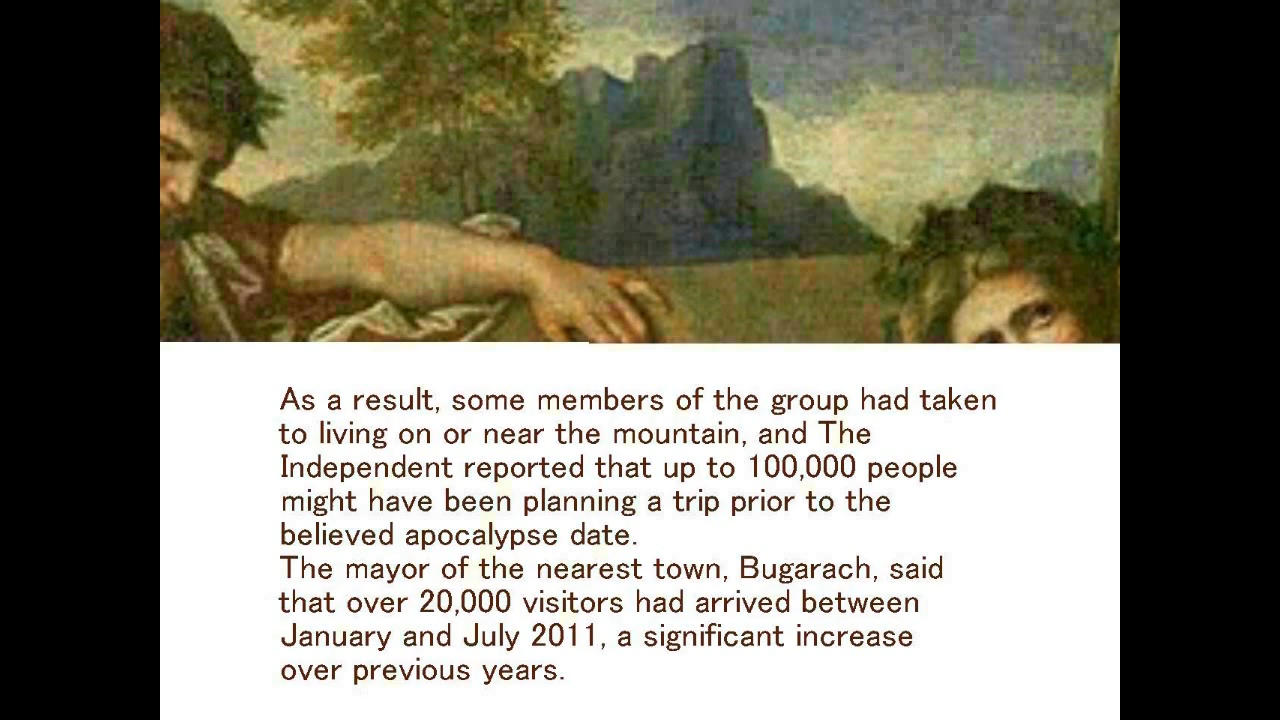 As a result, some members of the group had taken
to living on or near the mountain, and The
Independent reported that up to 100,000 people
might have been planning a trip prior to the
believed apocalypse date.
The mayor of the nearest town, Bugarach, said
that over 20,000 visitors had arrived between
January and July 2011, a significant increase
over previous years.